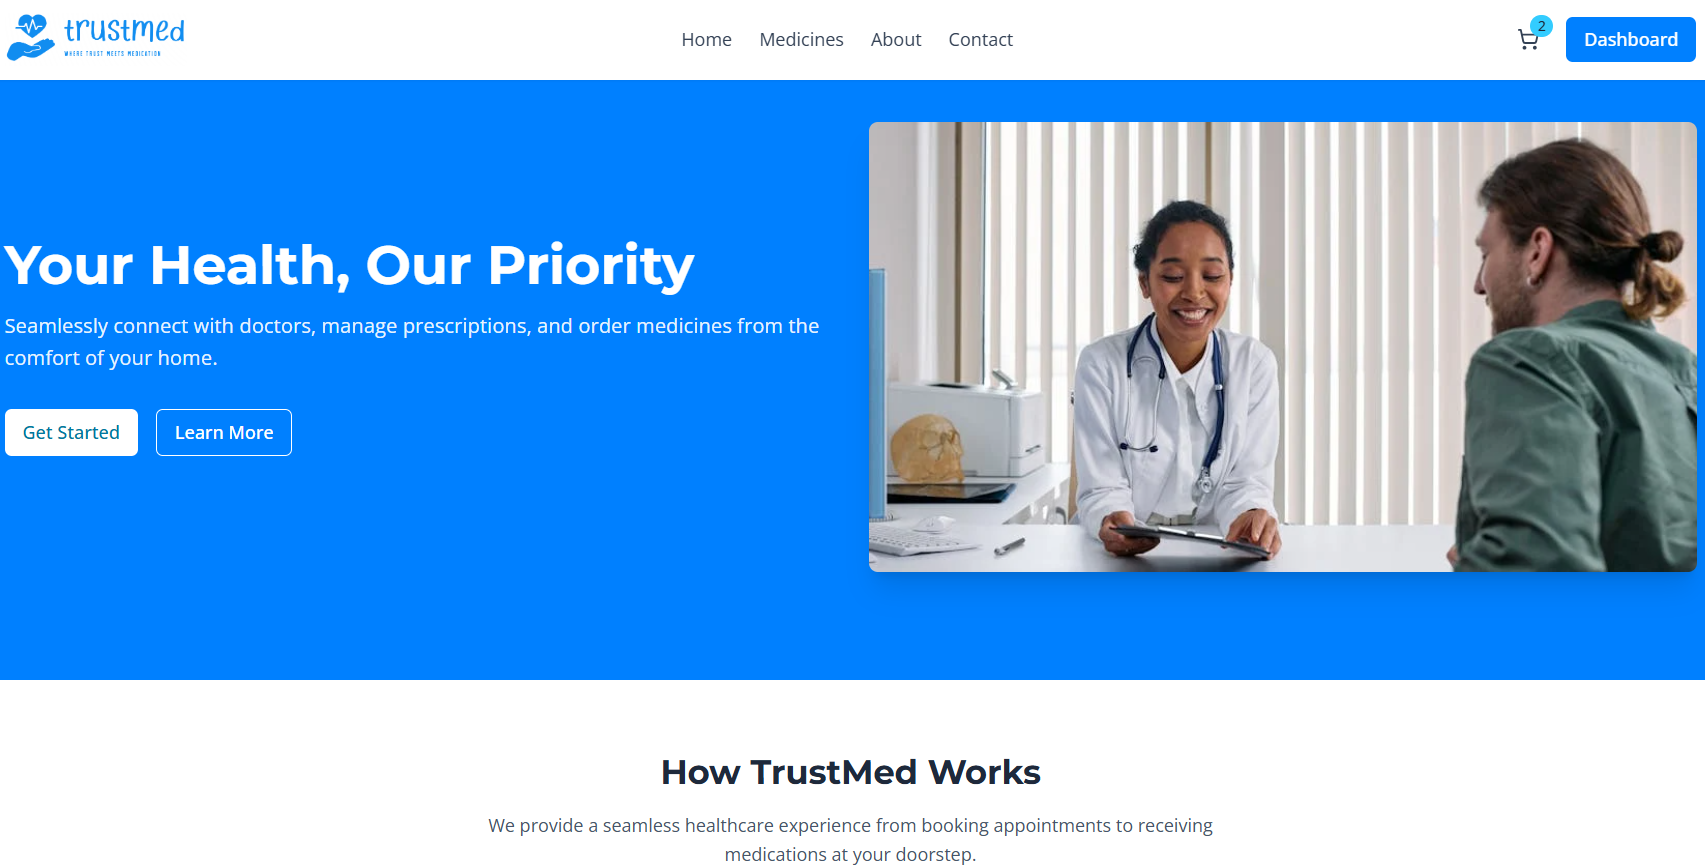 trustmed
WHERE TRUST MEETS MEDICATION
Home
Medicines
About
Contact
2
Dashboard
Your Health, Our Priority
Seamlessly connect with doctors, manage prescriptions, and order medicines from the
comfort of your home.
Get Started
Learn More
How TrustMed Works
We provide a seamless healthcare experience from booking appointments to receiving
medications at your doorstep.